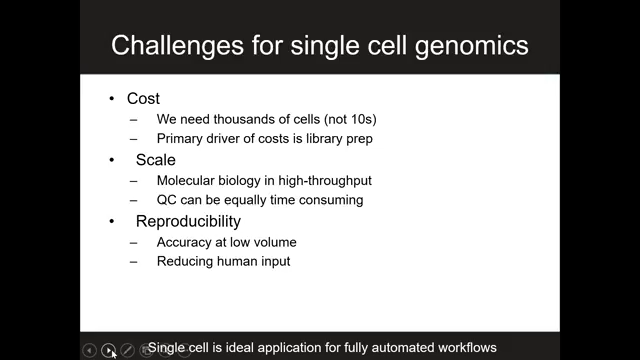 Challenges for single cell genomics
• Cost
– We need thousands of cells (not 10s)
– Primary driver of costs is library prep
• Scale
– Molecular biology in high-throughput
– QC can be equally time consuming
• Reproducibility
– Accuracy at low volume
– Reducing human input
Single cell is ideal application for fully automated workflows